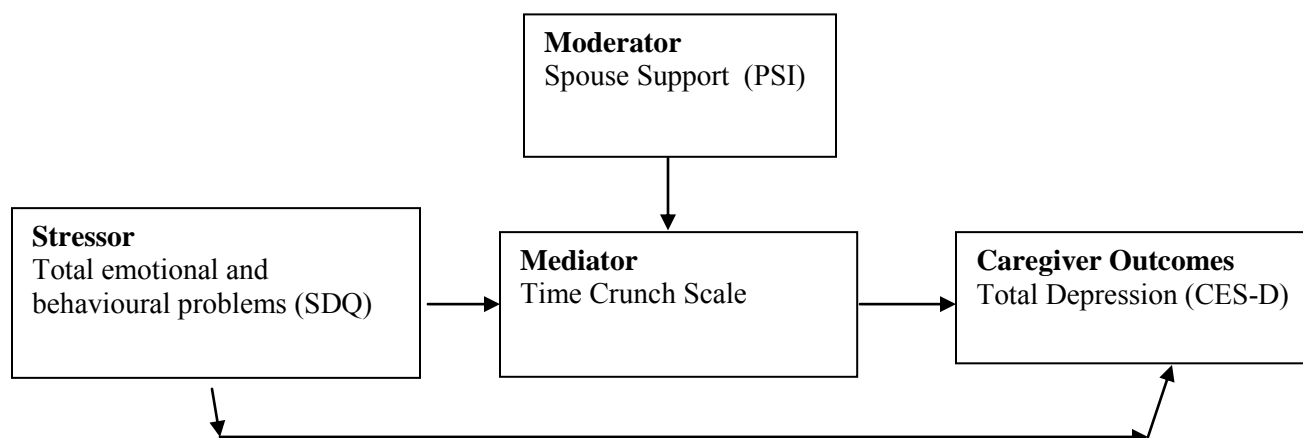 Moderator
Spouse Support (PSI)
Stressor
Total emotional and
behavioural problems (SDQ)
Mediator
Time Crunch Scale
Caregiver Outcomes
Total Depression (CES-D)